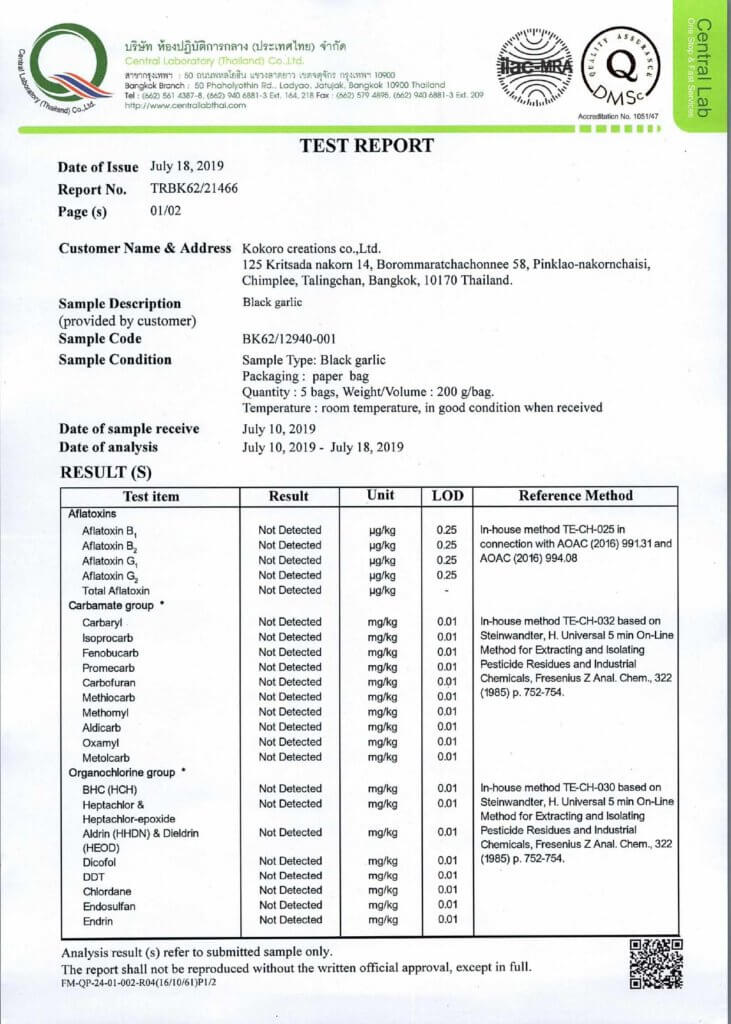 Central Laboratory (Thailand) Co.,Ltd.
บริษัท ห้องปฏิบัติการกลาง (ประเทศไทย) จำกัด
Central Laboratory (Thailand) Co.,Ltd.
สาขากรุงเทพฯ : 50 ถนนพหลโยธิน แขวงลาดยาว เขตจตุจักร กรุงเทพฯ 10900
Bangkok Branch : 50 Phaholyothin Rd., Ladyao, Jatujak, Bangkok 10900 Thailand
Tel : (662) 561 4387-8, (662) 940 6881-3 Ext. 164, 218 Fax : (662) 579 4895, (662) 940 6881-3 Ext. 209
http://www.centrallabthai.com
ilac-MRA
QUALITY ASSURANCE
Q
DMSc
Accreditation No. 1051/47
Central Lab
One Stop & Fast Services
TEST REPORT
Date of Issue July 18, 2019
Report No. TRBK62/21466
Page (s) 01/02
Customer Name & Address Kokoro creations co.,Ltd.
125 Kritsada nakorn 14, Borommaratchachonnee 58, Pinklao-nakornchaisi,
Chimplee, Talingchan, Bangkok, 10170 Thailand.
Sample Description Black garlic
(provided by customer)
Sample Code BK62/12940-001
Sample Condition Sample Type: Black garlic
Packaging : paper bag
Quantity : 5 bags, Weight/Volume : 200 g/bag.
Temperature : room temperature, in good condition when received
Date of sample receive July 10, 2019
Date of analysis July 10, 2019 - July 18, 2019
RESULT (S)
Test item Result Unit LOD Reference Method
Aflatoxins
Aflatoxin B1 Not Detected µg/kg 0.25 In-house method TE-CH-025 in
Aflatoxin B2 Not Detected µg/kg 0.25 connection with AOAC (2016) 991.31 and
Aflatoxin G1 Not Detected µg/kg 0.25 AOAC (2016) 994.08
Aflatoxin G2 Not Detected µg/kg 0.25
Total Aflatoxin Not Detected µg/kg -
Carbamate group *
Carbaryl Not Detected mg/kg 0.01 In-house method TE-CH-032 based on
Isoprocarb Not Detected mg/kg 0.01 Steinwandter, H. Universal 5 min On-Line
Fenobucarb Not Detected mg/kg 0.01 Method for Extracting and Isolating
Promecarb Not Detected mg/kg 0.01 Pesticide Residues and Industrial
Carbofuran Not Detected mg/kg 0.01 Chemicals, Fresenius Z Anal. Chem., 322
Methiocarb Not Detected mg/kg 0.01 (1985) p. 752-754.
Methomyl Not Detected mg/kg 0.01
Aldicarb Not Detected mg/kg 0.01
Oxamyl Not Detected mg/kg 0.01
Metolcarb Not Detected mg/kg 0.01
Organochlorine group *
BHC (HCH) Not Detected mg/kg 0.01 In-house method TE-CH-030 based on
Heptachlor & Not Detected mg/kg 0.01 Steinwandter, H. Universal 5 min On-Line
Heptachlor-epoxide Method for Extracting and Isolating
Aldrin (HHDN) & Dieldrin Not Detected mg/kg 0.01 Pesticide Residues and Industrial
(HEOD) Chemicals, Fresenius Z Anal. Chem., 322
Dicofol Not Detected mg/kg 0.01 (1985) p. 752-754.
DDT Not Detected mg/kg 0.01
Chlordane Not Detected mg/kg 0.01
Endosulfan Not Detected mg/kg 0.01
Endrin Not Detected mg/kg 0.01
Analysis result (s) refer to submitted sample only.
The report shall not be reproduced without the written official approval, except in full.
FM-QP-24-01-002-R04(16/10/61)P1/2